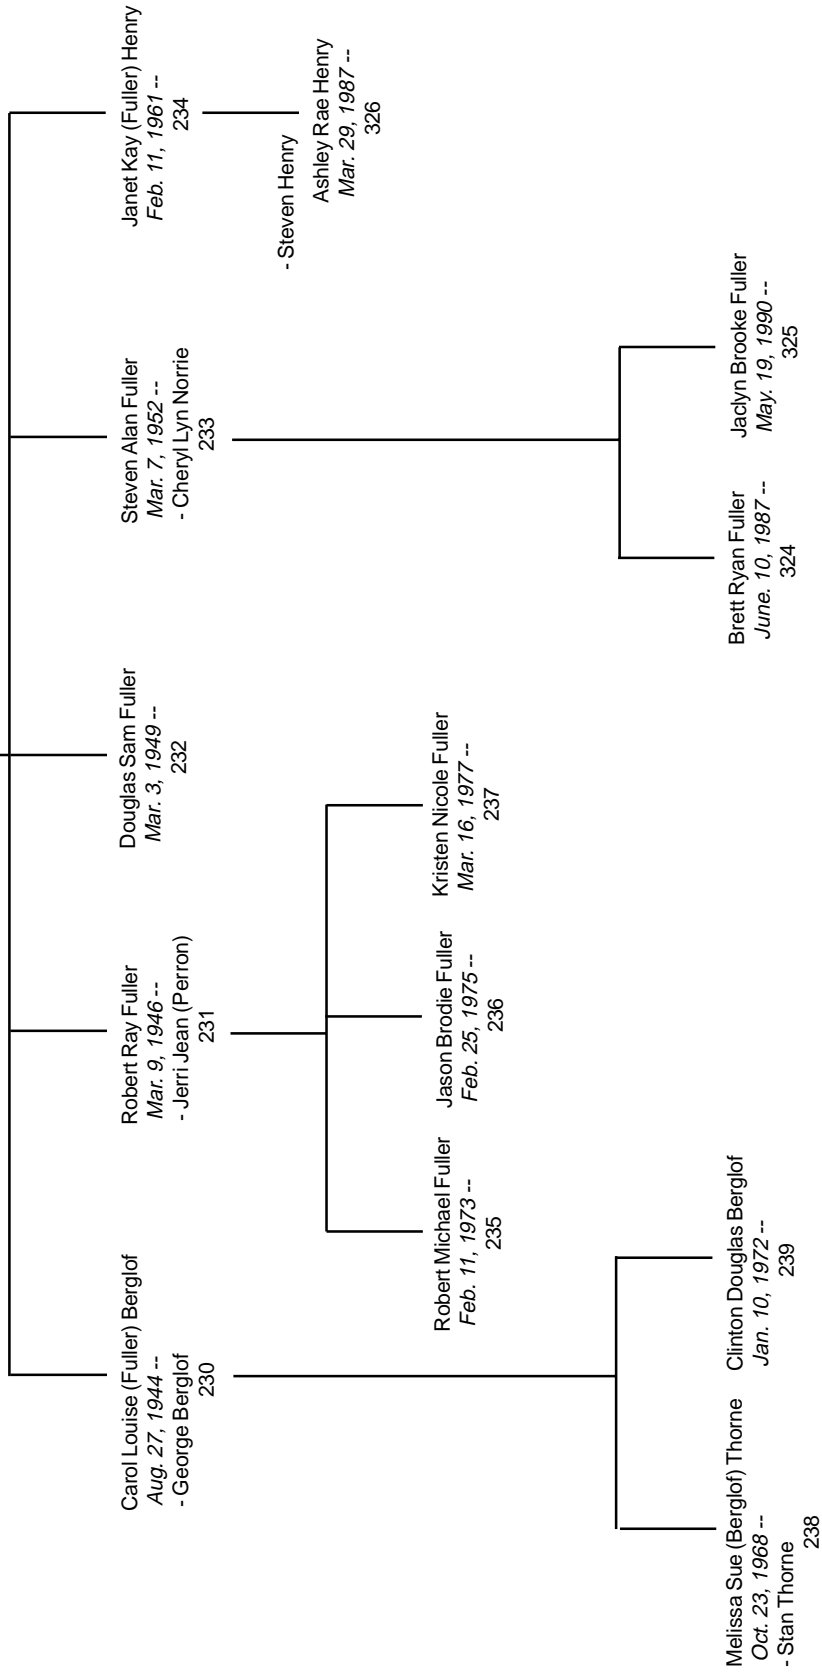 Carol Louise (Fuller) Berglof
Aug. 27, 1944 --
- George Berglof
230
Robert Ray Fuller
Mar. 9, 1946 --
- Jerri Jean (Perron)
231
Douglas Sam Fuller
Mar. 3, 1949 --
232
Steven Alan Fuller
Mar. 7, 1952 --
- Cheryl Lyn Norrie
233
Janet Kay (Fuller) Henry
Feb. 11, 1961 --
234
- Steven Henry
Ashley Rae Henry
Mar. 29, 1987 --
326
Robert Michael Fuller
Feb. 11, 1973 --
235
Jason Brodie Fuller
Feb. 25, 1975 --
236
Kristen Nicole Fuller
Mar. 16, 1977 --
237
Melissa Sue (Berglof) Thorne
Oct. 23, 1968 --
- Stan Thorne
238
Clinton Douglas Berglof
Jan. 10, 1972 --
239
Brett Ryan Fuller
June. 10, 1987 --
324
Jaclyn Brooke Fuller
May. 19, 1990 --
325